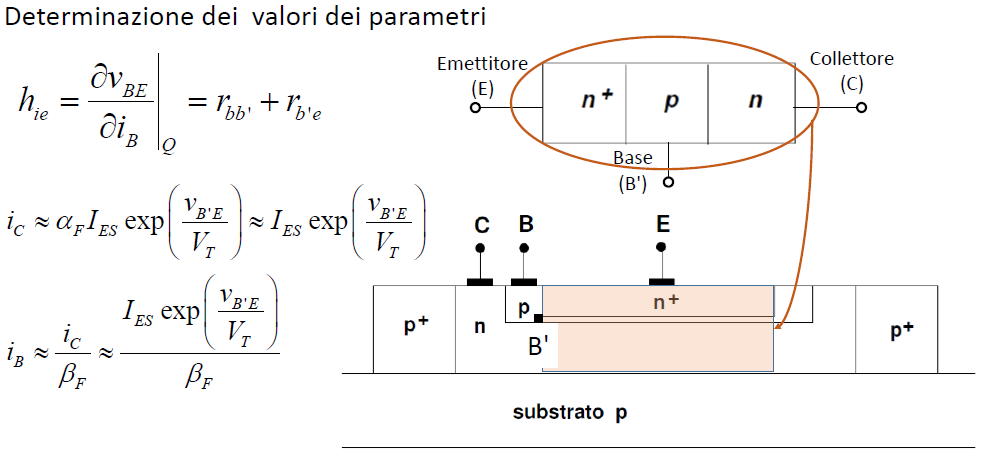 Determinazione dei valori dei parametri
h_ie = ∂v_BE / ∂i_B |_Q = r_bb' + r_b'e
i_C ≈ α_F I_ES exp(v_B'E / V_T) ≈ I_ES exp(v_B'E / V_T)
i_B ≈ i_C / β_F ≈ I_ES exp(v_B'E / V_T) / β_F
Emettitore
(E)
Collettore
(C)
n+ p n
Base
(B')
C B E
p+ n p n+ p+
B'
substrato p